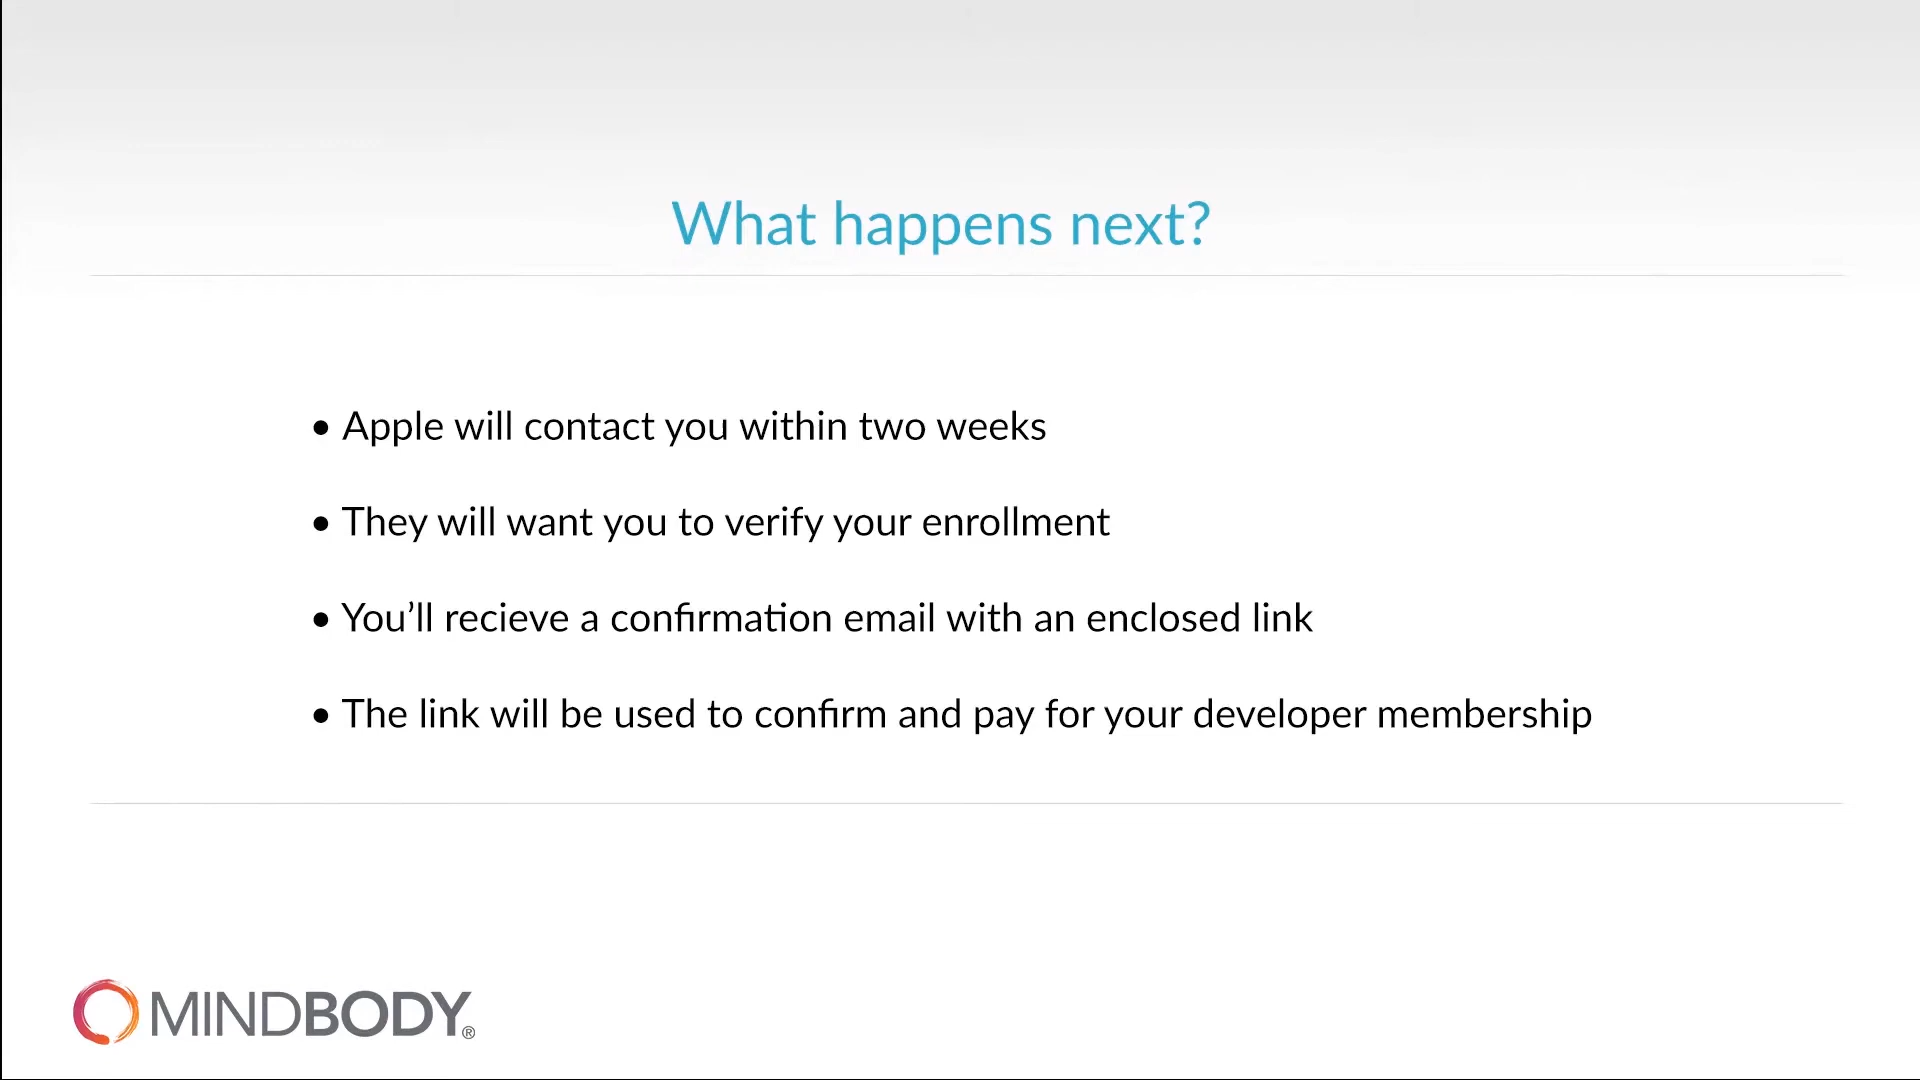 What happens next?
• Apple will contact you within two weeks
• They will want you to verify your enrollment
• You’ll recieve a confirmation email with an enclosed link
• The link will be used to confirm and pay for your developer membership
MINDBODY®